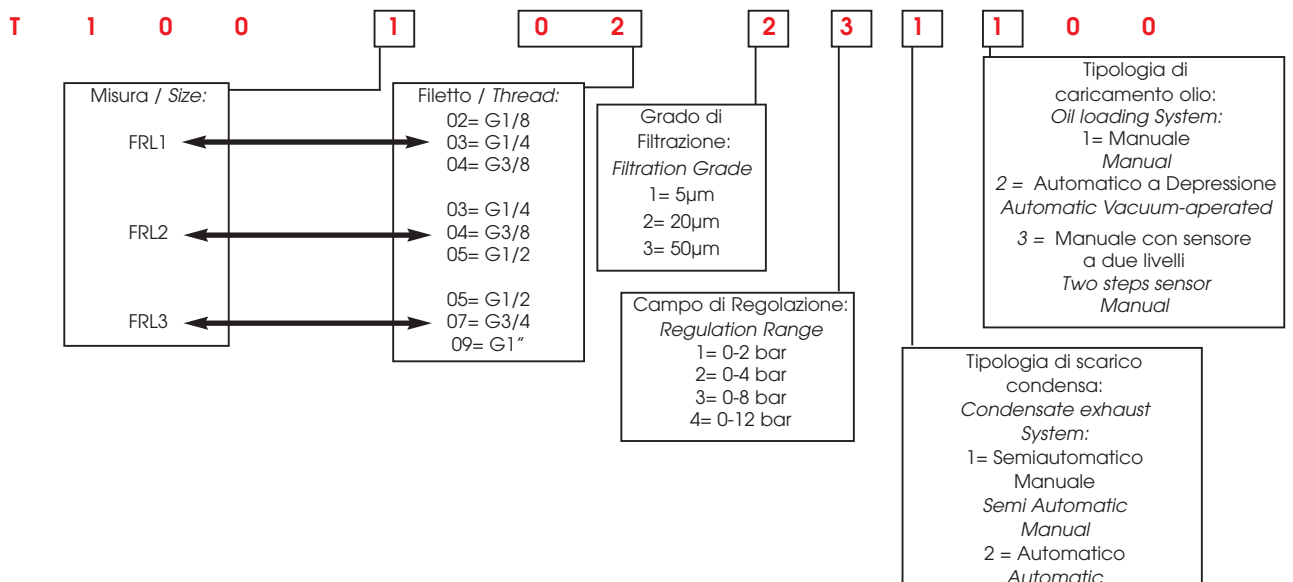 T 1 0 0 1 0 2 2 3 1 1 0 0
Misura / Size:
FRL1
FRL2
FRL3
Filetto / Thread:
02= G1/8
03= G1/4
04= G3/8
03= G1/4
04= G3/8
05= G1/2
05= G1/2
07= G3/4
09= G1″
Grado di
Filtrazione:
Filtration Grade
1= 5µm
2= 20µm
3= 50µm
Campo di Regolazione:
Regulation Range
1= 0-2 bar
2= 0-4 bar
3= 0-8 bar
4= 0-12 bar
Tipologia di scarico
condensa:
Condensate exhaust
System:
1= Semiautomatico
Manuale
Semi Automatic
Manual
2 = Automatico
Automatic
Tipologia di
caricamento olio:
Oil loading System:
1= Manuale
Manual
2 = Automatico a Depressione
Automatic Vacuum-aperated
3 = Manuale con sensore
a due livelli
Two steps sensor
Manual